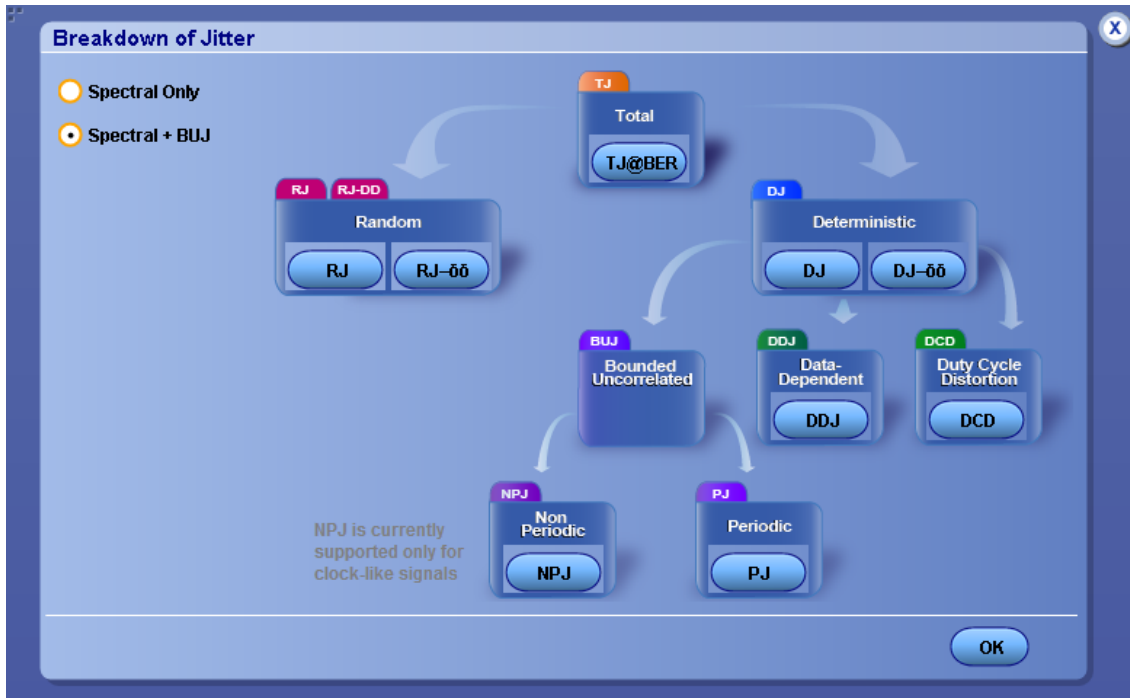 Breakdown of Jitter
X
Spectral Only
Spectral + BUJ
TJ
Total
TJ@BER
RJ
RJ-DD
Random
RJ
RJ–δδ
DJ
Deterministic
DJ
DJ–δδ
BUJ
Bounded
Uncorrelated
DDJ
Data-
Dependent
DDJ
DCD
Duty Cycle
Distortion
DCD
NPJ is currently
supported only for
clock-like signals
NPJ
Non
Periodic
NPJ
PJ
Periodic
PJ
OK